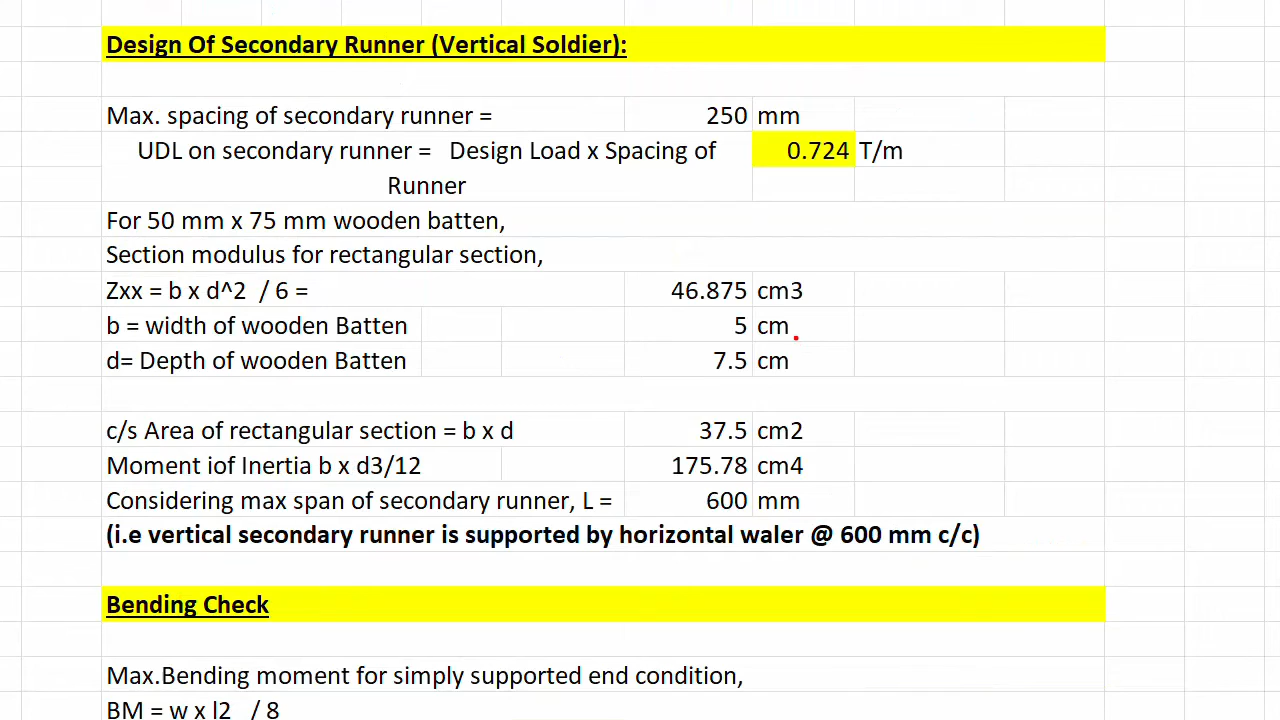 Design Of Secondary Runner (Vertical Soldier):
Max. spacing of secondary runner = 250 mm
UDL on secondary runner = Design Load x Spacing of 0.724 T/m
Runner
For 50 mm x 75 mm wooden batten,
Section modulus for rectangular section,
Zxx = b x d^2 / 6 = 46.875 cm3
b = width of wooden Batten 5 cm
d= Depth of wooden Batten 7.5 cm
c/s Area of rectangular section = b x d 37.5 cm2
Moment iof Inertia b x d3/12 175.78 cm4
Considering max span of secondary runner, L = 600 mm
(i.e vertical secondary runner is supported by horizontal waler @ 600 mm c/c)
Bending Check
Max.Bending moment for simply supported end condition,
BM = w x l2 / 8